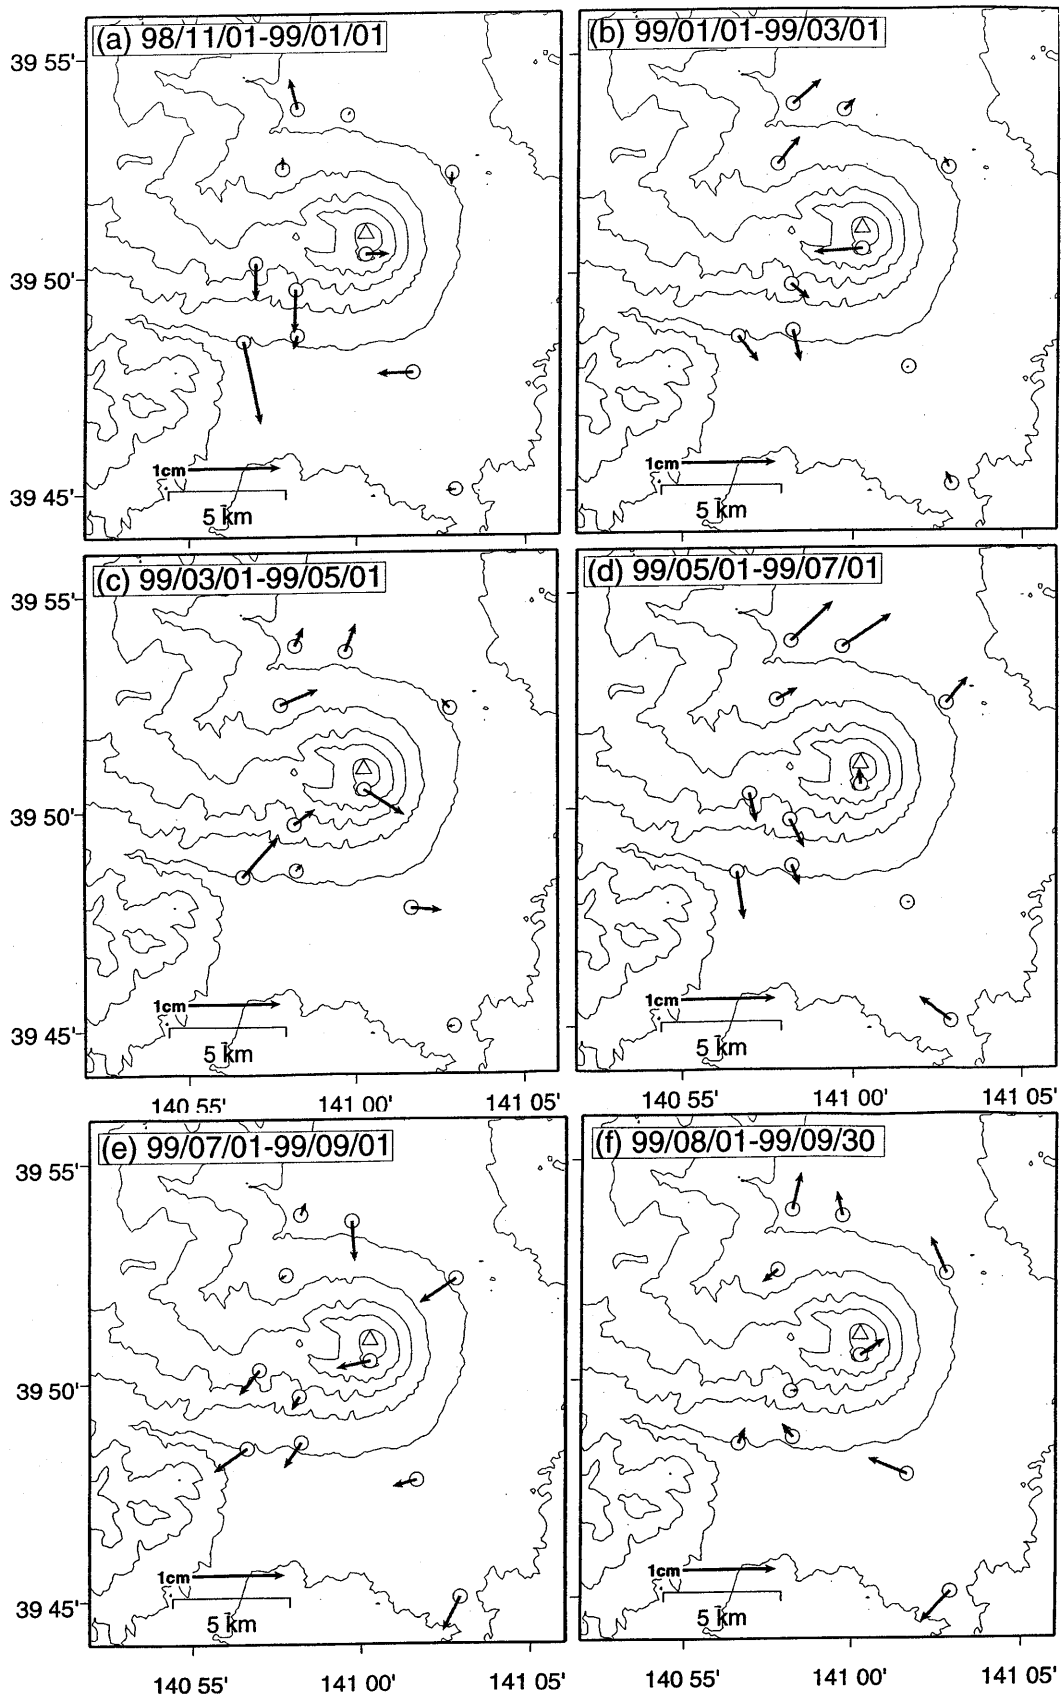 (a) 98/11/01-99/01/01
(b) 99/01/01-99/03/01
39 55'
39 50'
39 45'
1cm
5 km
1cm
5 km
(c) 99/03/01-99/05/01
(d) 99/05/01-99/07/01
39 55'
39 50'
39 45'
1cm
5 km
1cm
5 km
140 55'
141 00'
141 05'
140 55'
141 00'
141 05'
(e) 99/07/01-99/09/01
(f) 99/08/01-99/09/30
39 55'
39 50'
39 45'
1cm
5 km
1cm
5 km
140 55'
141 00'
141 05'
140 55'
141 00'
141 05'